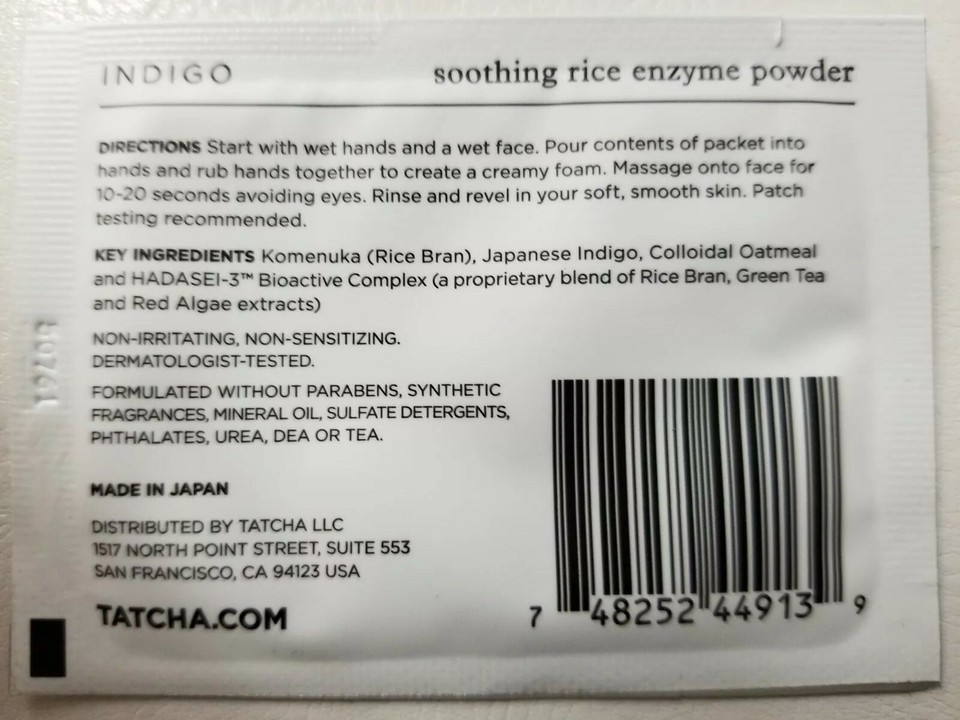 INDIGO soothing rice enzyme powder
DIRECTIONS Start with wet hands and a wet face. Pour contents of packet into
hands and rub hands together to create a creamy foam. Massage onto face for
10-20 seconds avoiding eyes. Rinse and revel in your soft, smooth skin. Patch
testing recommended.
KEY INGREDIENTS Komenuka (Rice Bran), Japanese Indigo, Colloidal Oatmeal
and HADASEI-3™ Bioactive Complex (a proprietary blend of Rice Bran, Green Tea
and Red Algae extracts)
NON-IRRITATING, NON-SENSITIZING.
DERMATOLOGIST-TESTED.
FORMULATED WITHOUT PARABENS, SYNTHETIC
FRAGRANCES, MINERAL OIL, SULFATE DETERGENTS,
PHTHALATES, UREA, DEA OR TEA.
MADE IN JAPAN
DISTRIBUTED BY TATCHA LLC
1517 NORTH POINT STREET, SUITE 553
SAN FRANCISCO, CA 94123 USA
TATCHA.COM
7 48252 44913 9